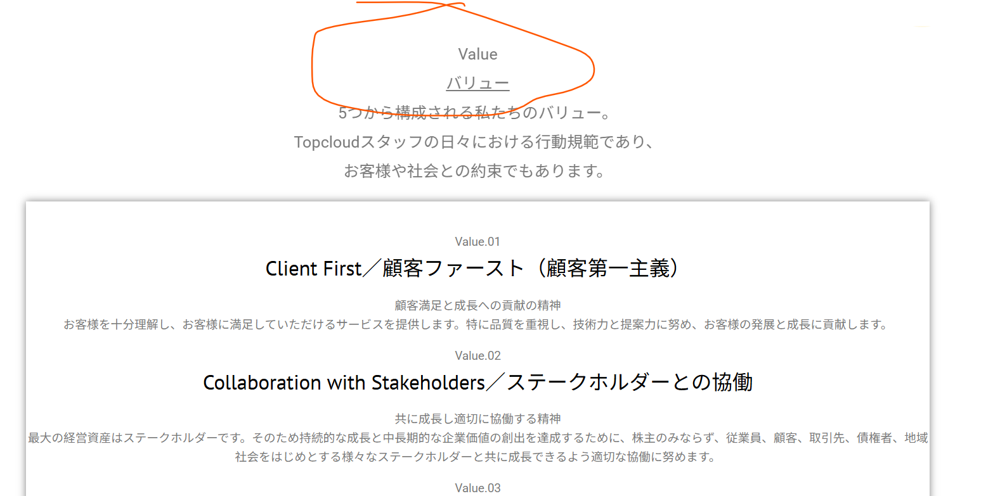 Value
バリュー
5つから構成される私たちのバリュー。
Topcloudスタッフの日々における行動規範であり、
お客様や社会との約束でもあります。
Value.01
Client First／顧客ファースト（顧客第一主義）
顧客満足と成長への貢献の精神
お客様を十分理解し、お客様に満足していただけるサービスを提供します。特に品質を重視し、技術力と提案力に努め、お客様の発展と成長に貢献します。
Value.02
Collaboration with Stakeholders／ステークホルダーとの協働
共に成長し適切に協働する精神
最大の経営資産はステークホルダーです。そのため持続的な成長と中長期的な企業価値の創出を達成するために、株主のみならず、従業員、顧客、取引先、債権者、地域
社会をはじめとする様々なステークホルダーと共に成長できるよう適切な協働に努めます。
Value.03